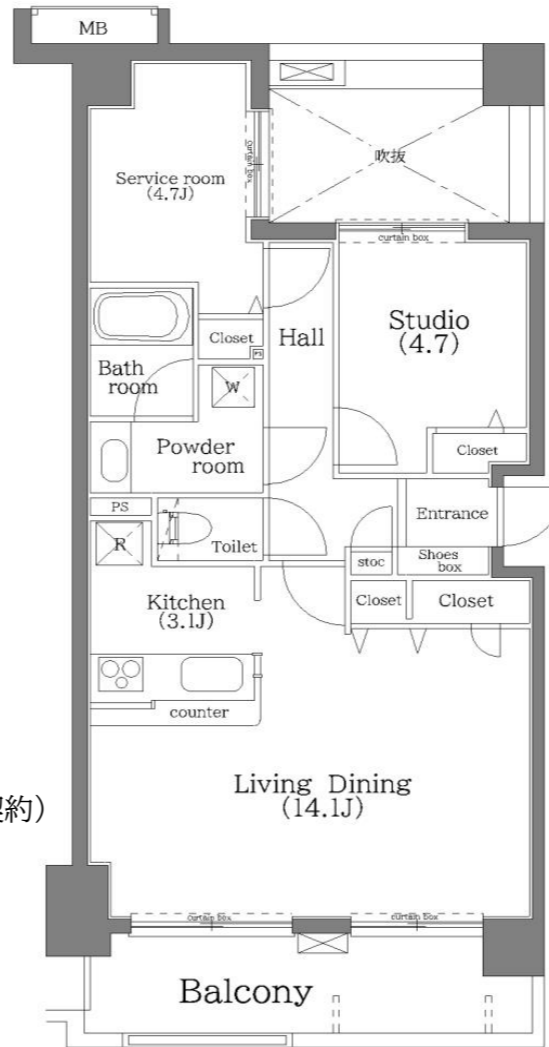 MB
吹抜
curtain box
Service room
(4.7J)
curtain box
Studio
(4.7)
Closet
PS
Hall
Bath
room
W
Closet
Powder
room
PS
Entrance
R
Toilet
stoc
Shoes
box
Closet
Closet
Kitchen
(3.1J)
counter
Living Dining
(14.1J)
約）
curtain box
curtain box
Balcony